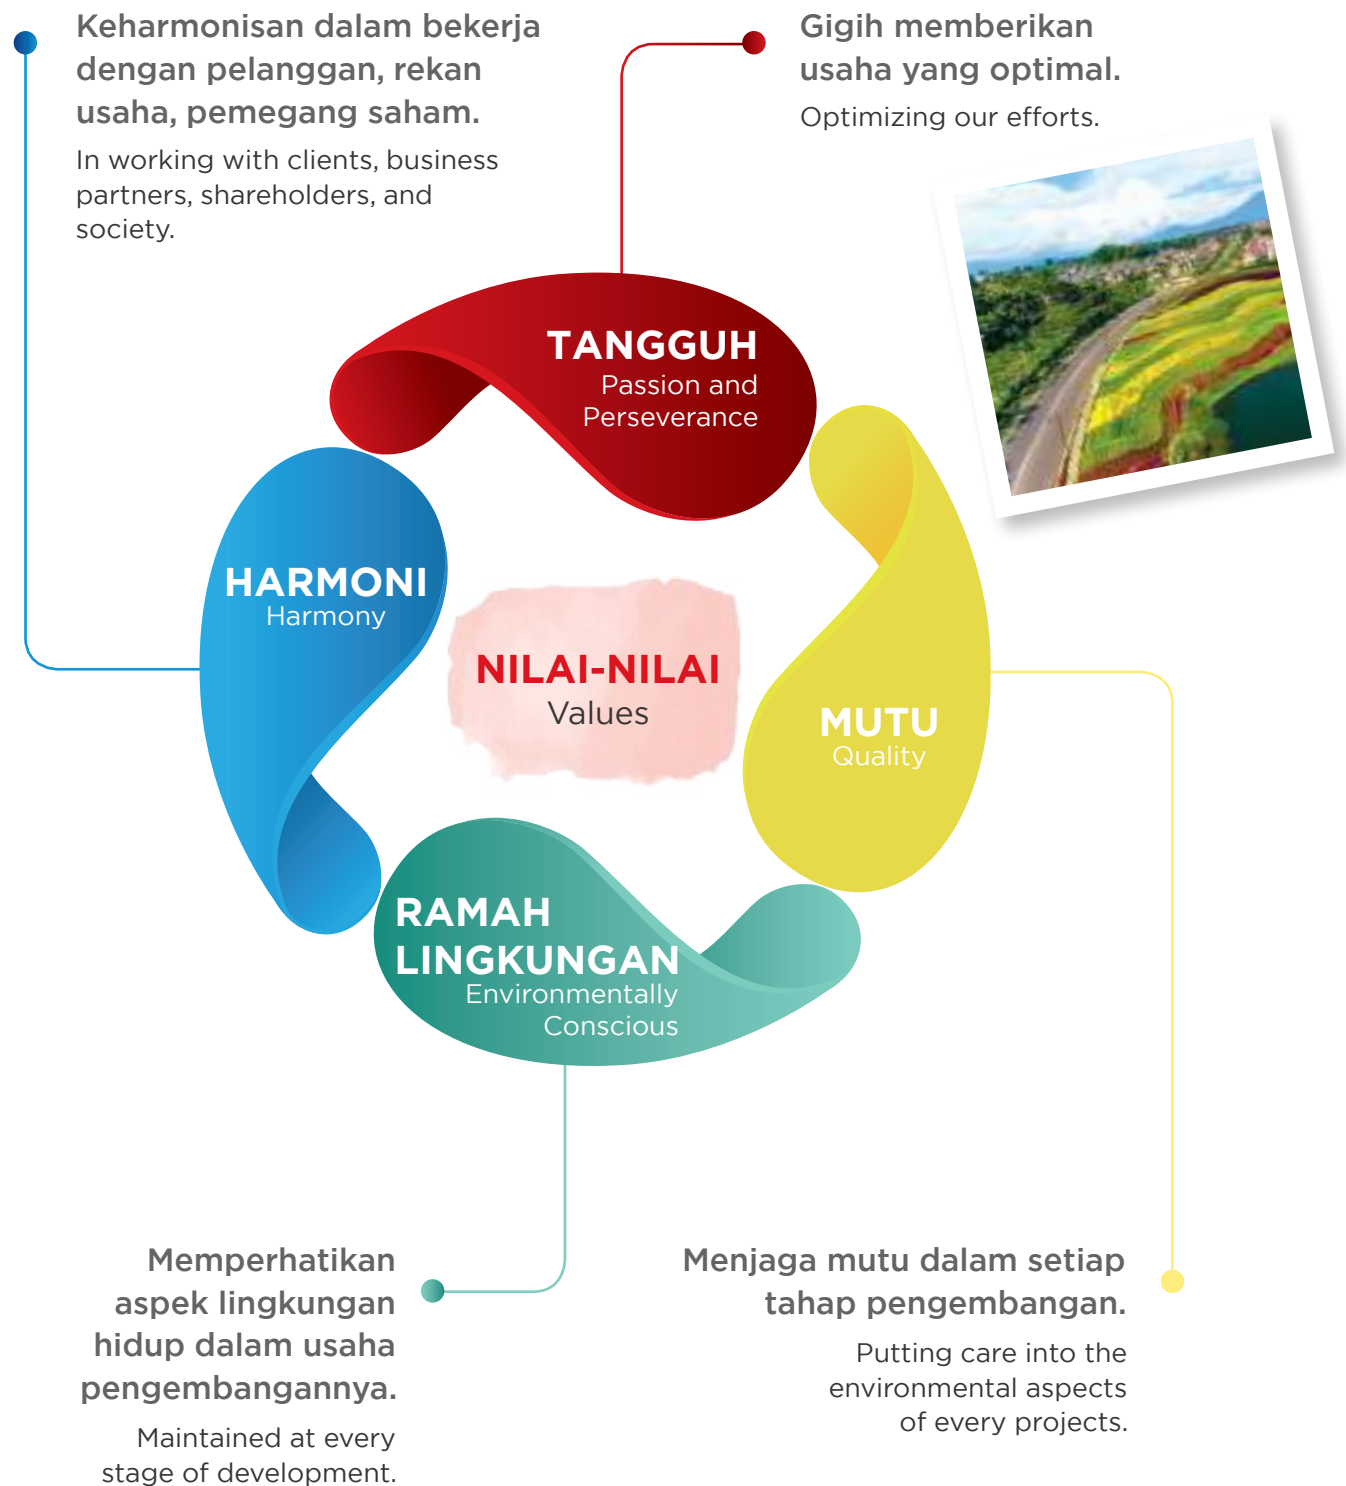 Keharmonisan dalam bekerja
dengan pelanggan, rekan
usaha, pemegang saham.
In working with clients, business
partners, shareholders, and
society.
Gigih memberikan
usaha yang optimal.
Optimizing our efforts.
TANGGUH
Passion and
Perseverance
HARMONI
Harmony
NILAI-NILAI
Values
MUTU
Quality
RAMAH
LINGKUNGAN
Environmentally
Conscious
Memperhatikan
aspek lingkungan
hidup dalam usaha
pengembangannya.
Maintained at every
stage of development.
Menjaga mutu dalam setiap
tahap pengembangan.
Putting care into the
environmental aspects
of every projects.